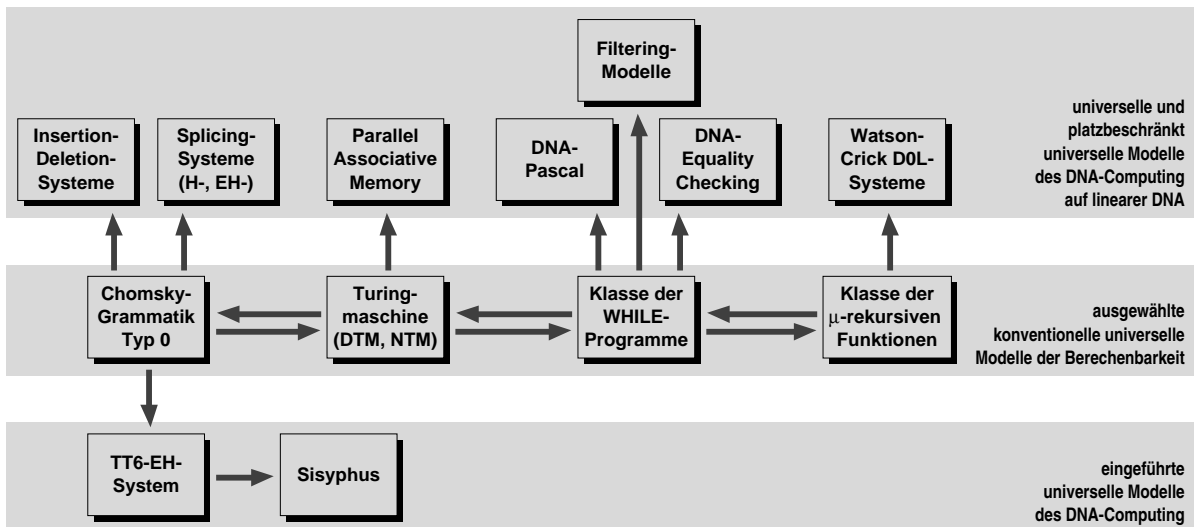 Filtering-
Modelle
Insertion-
Deletion-
Systeme
Splicing-
Systeme
(H-, EH-)
Parallel
Associative
Memory
DNA-
Pascal
DNA-
Equality
Checking
Watson-
Crick D0L-
Systeme
universelle und
platzbeschränkt
universelle Modelle
des DNA-Computing
auf linearer DNA
Chomsky-
Grammatik
Typ 0
Turing-
maschine
(DTM, NTM)
Klasse der
WHILE-
Programme
Klasse der
μ-rekursiven
Funktionen
ausgewählte
konventionelle universelle
Modelle der Berechenbarkeit
TT6-EH-
System
Sisyphus
eingeführte
universelle Modelle
des DNA-Computing